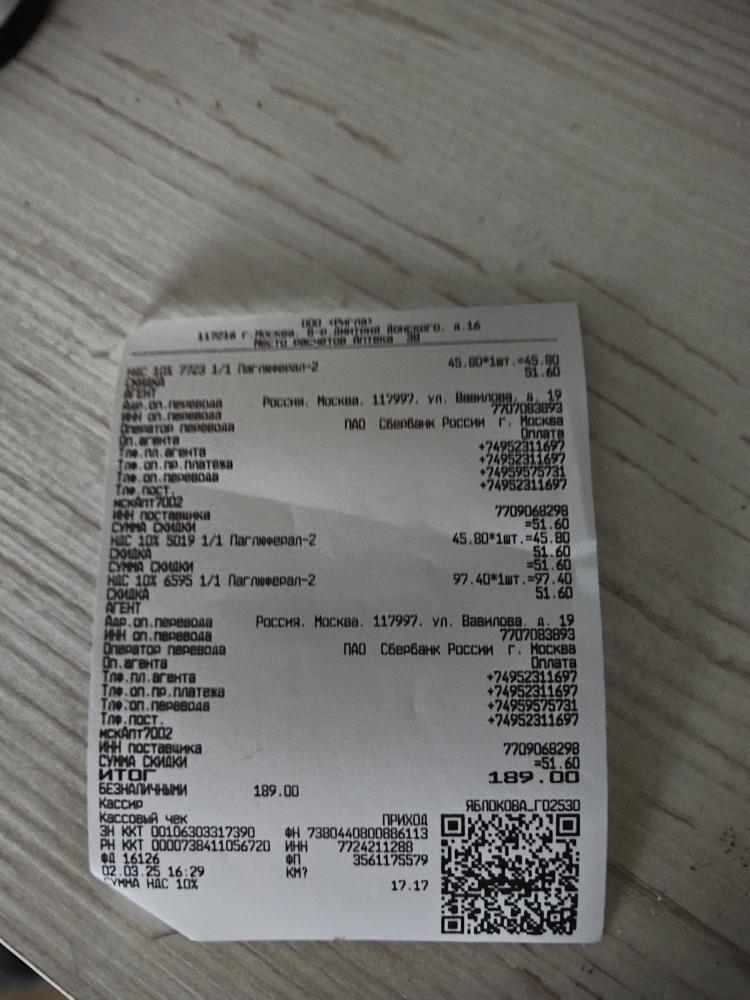 ООО «Ригла»
117216 г.Москва, б-р.Дмитрия Донского, д.16
Место расчетов Аптека 30
НДС 10% 7723 1/1 Паглюферал-2 45.80*1шт.=45.80
СКИДКА 51.60
АГЕНТ
Адр.оп.перевода Россия, Москва, 117997, ул. Вавилова, д. 19
ИНН оп.перевода 7707083893
Оператор перевода ПАО Сбербанк России г. Москва
Оп.агента Оплата
Тлф.пл.агента +74952311697
Тлф.оп.пр.платежа +74952311697
Тлф.оп.перевода +74959575731
Тлф.пост. +74952311697
мскАпт7002
ИНН поставщика 7709068298
СУММА СКИДКИ =51.60
НДС 10% 5019 1/1 Паглюферал-2 45.80*1шт.=45.80
СКИДКА 51.60
СУММА СКИДКИ =51.60
НДС 10% 6595 1/1 Паглюферал-2 97.40*1шт.=97.40
СКИДКА 51.60
АГЕНТ
Адр.оп.перевода Россия, Москва, 117997, ул. Вавилова, д. 19
ИНН оп.перевода 7707083893
Оператор перевода ПАО Сбербанк России г. Москва
Оп.агента Оплата
Тлф.пл.агента +74952311697
Тлф.оп.пр.платежа +74952311697
Тлф.оп.перевода +74959575731
Тлф.пост. +74952311697
мскАпт7002
ИНН поставщика 7709068298
СУММА СКИДКИ =51.60
ИТОГ 189.00
БЕЗНАЛИЧНЫМИ 189.00
Кассир ЯБЛОКОВА_Г02530
Кассовый чек ПРИХОД
ЗН ККТ 00106303317390 ФН 7380440800886113
РН ККТ 0000738411056720 ИНН 7724211288
ФД 16126 ФП 3561175579
02.03.25 16:29 КМ?
СУММА НДС 10% 17.17